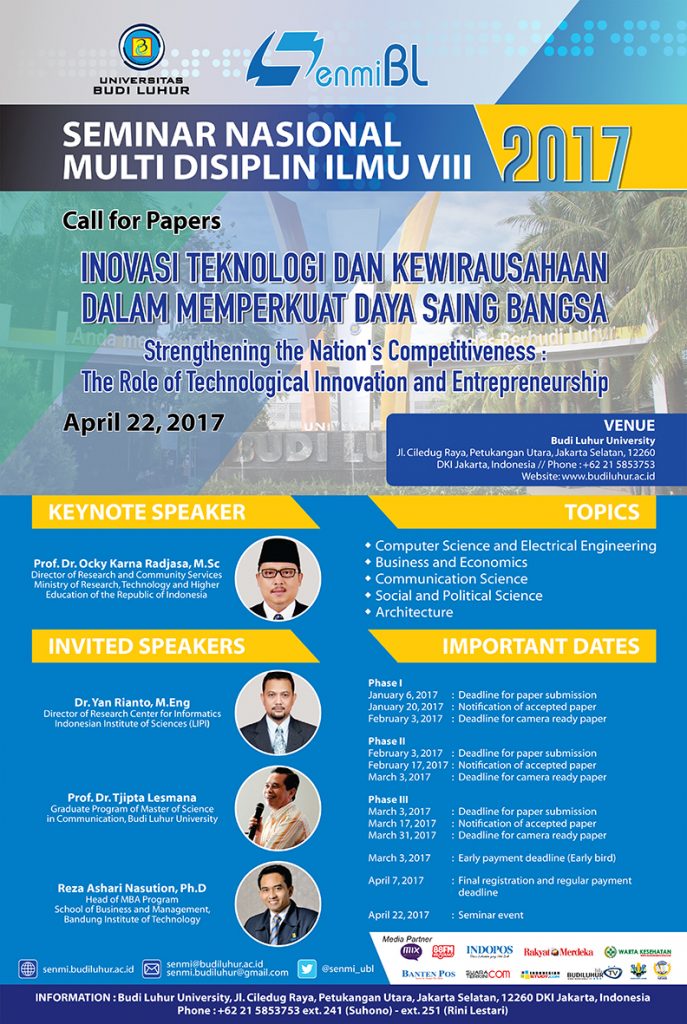 UNIVERSITAS
BUDI LUHUR
SenmiBL
SEMINAR NASIONAL
MULTI DISIPLIN ILMU VIII
2017
Call for Papers
INOVASI TEKNOLOGI DAN KEWIRAUSAHAAN
DALAM MEMPERKUAT DAYA SAING BANGSA
Strengthening the Nation's Competitiveness :
The Role of Technological Innovation and Entrepreneurship
April 22, 2017
BUDI LUHUR
VENUE
Budi Luhur University
Jl. Ciledug Raya, Petukangan Utara, Jakarta Selatan, 12260
DKI Jakarta, Indonesia // Phone : +62 21 5853753
Website: www.budiluhur.ac.id
KEYNOTE SPEAKER
Prof. Dr. Ocky Karna Radjasa, M.Sc
Director of Research and Community Services
Ministry of Research, Technology and Higher
Education of the Republic of Indonesia
TOPICS
Computer Science and Electrical Engineering
Business and Economics
Communication Science
Social and Political Science
Architecture
INVITED SPEAKERS
Dr. Yan Rianto, M.Eng
Director of Research Center for Informatics
Indonesian Institute of Sciences (LIPI)
Prof. Dr. Tjipta Lesmana
Graduate Program of Master of Science
in Communication, Budi Luhur University
Reza Ashari Nasution, Ph.D
Head of MBA Program
School of Business and Management,
Bandung Institute of Technology
IMPORTANT DATES
Phase I
January 6, 2017 : Deadline for paper submission
January 20, 2017 : Notification of accepted paper
February 3, 2017 : Deadline for camera ready paper
Phase II
February 3, 2017 : Deadline for paper submission
February 17, 2017 : Notification of accepted paper
March 3, 2017 : Deadline for camera ready paper
Phase III
March 3, 2017 : Deadline for paper submission
March 17, 2017 : Notification of accepted paper
March 31, 2017 : Deadline for camera ready paper
March 3, 2017 : Early payment deadline (Early bird)
April 7, 2017 : Final registration and regular payment
deadline
April 22, 2017 : Seminar event
Media Partner
MIX
INDOPOS
Rakyat Merdeka
WARTA KESEHATAN
BANTEN POS
SUARAGONG.COM
BUDILUHUR TV
senmi.budiluhur.ac.id
senmi@budiluhur.ac.id
senmi.budiluhur@gmail.com
@senmi_ubl
INFORMATION : Budi Luhur University, Jl. Ciledug Raya, Petukangan Utara, Jakarta Selatan, 12260 DKI Jakarta, Indonesia
Phone : +62 21 5853753 ext. 241 (Suhono) - ext. 251 (Rini Lestari)